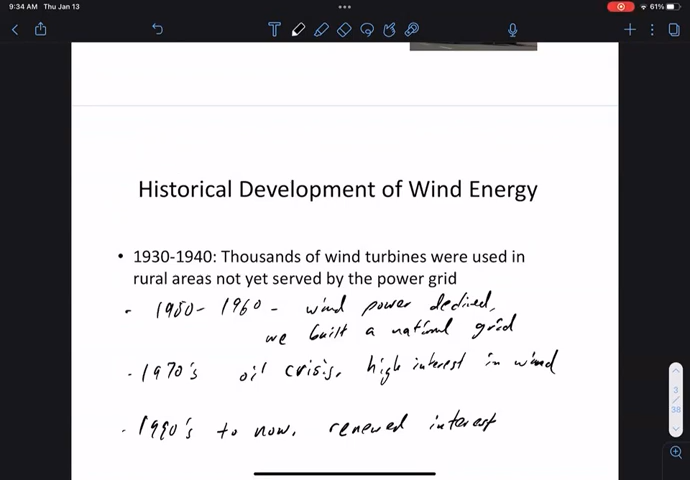 9:34 AM Thu Jan 13
61%
Historical Development of Wind Energy
• 1930-1940: Thousands of wind turbines were used in
rural areas not yet served by the power grid
- 1950 - 1960 - wind power declined,
we built a national grid
- 1970's oil crisis, high interest in wind
- 1990's to now, renewed interest
3
/
38